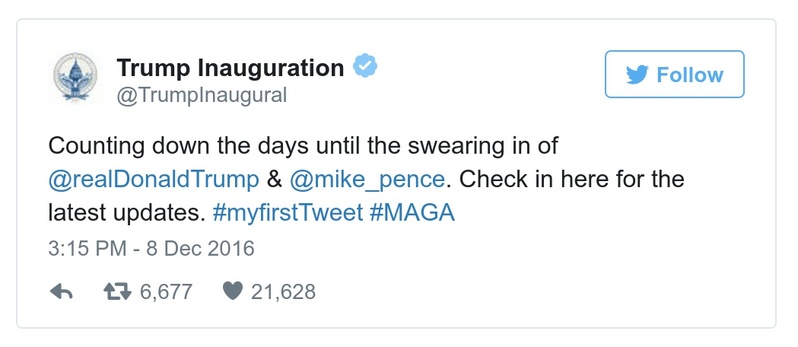 Trump Inauguration
@TrumpInaugural
Follow
Counting down the days until the swearing in of
@realDonaldTrump & @mike_pence. Check in here for the
latest updates. #myfirstTweet #MAGA
3:15 PM - 8 Dec 2016
6,677 21,628